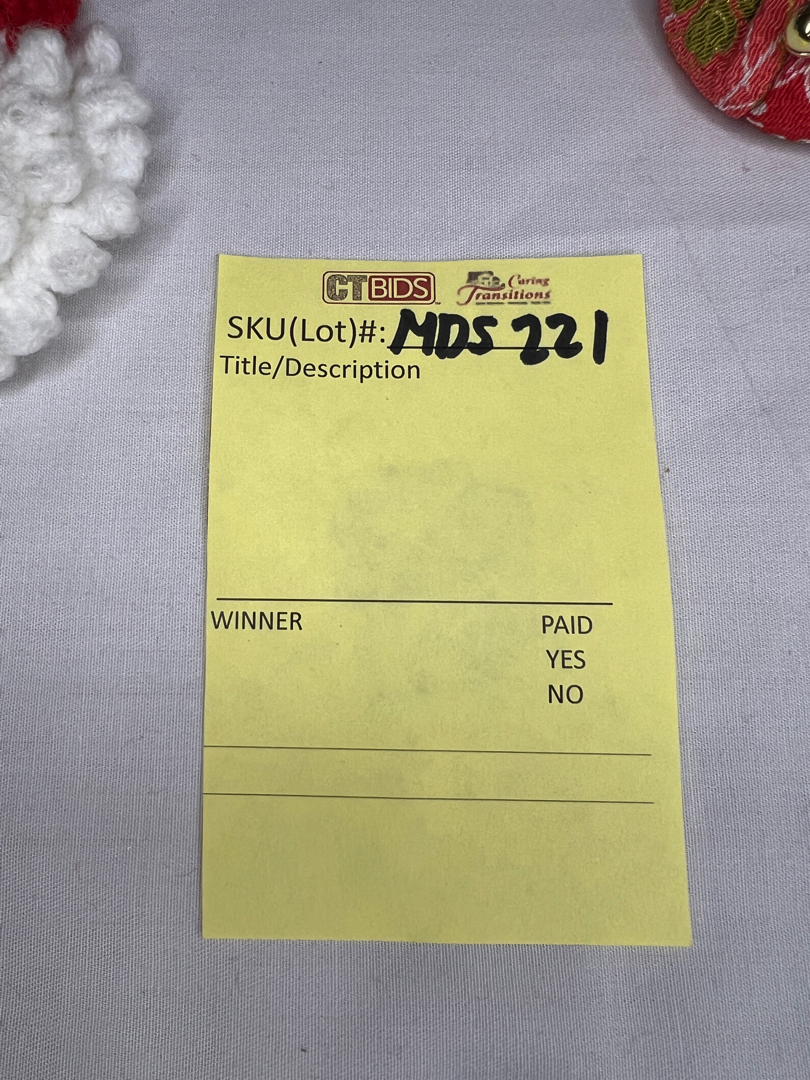 CTBIDS Caring Transitions
SKU(Lot)#: MDS 221
Title/Description
WINNER PAID
YES
NO